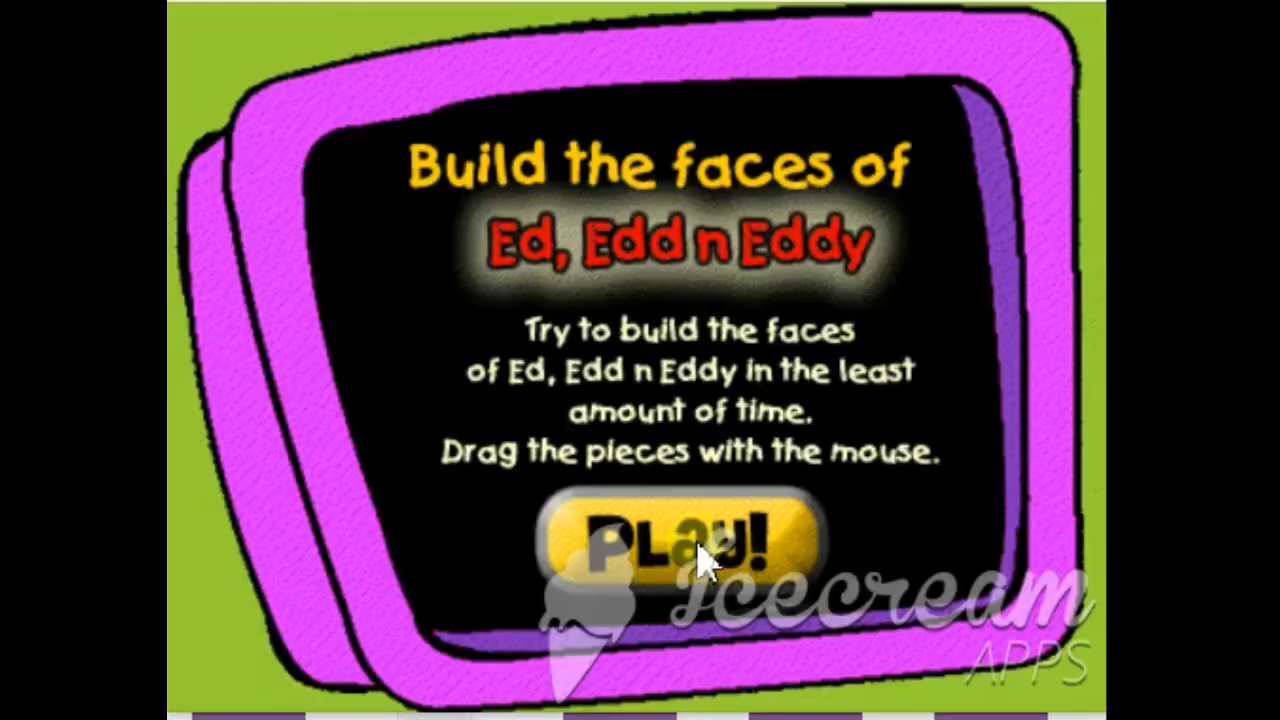 Build the faces of
Ed, Edd n Eddy
Try to build the faces
of Ed, Edd n Eddy in the least
amount of time.
Drag the pieces with the mouse.
PLay!
Icecream
APPS